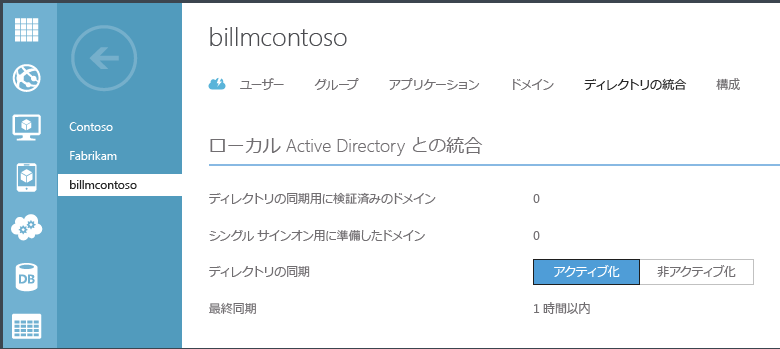 billmcontoso
ユーザー グループ アプリケーション ドメイン ディレクトリの統合 構成
Contoso
Fabrikam
billmcontoso
ローカル Active Directory との統合
ディレクトリの同期用に検証済みのドメイン 0
シングル サインオン用に準備したドメイン 0
ディレクトリの同期 アクティブ化 非アクティブ化
最終同期 1 時間以内
DB